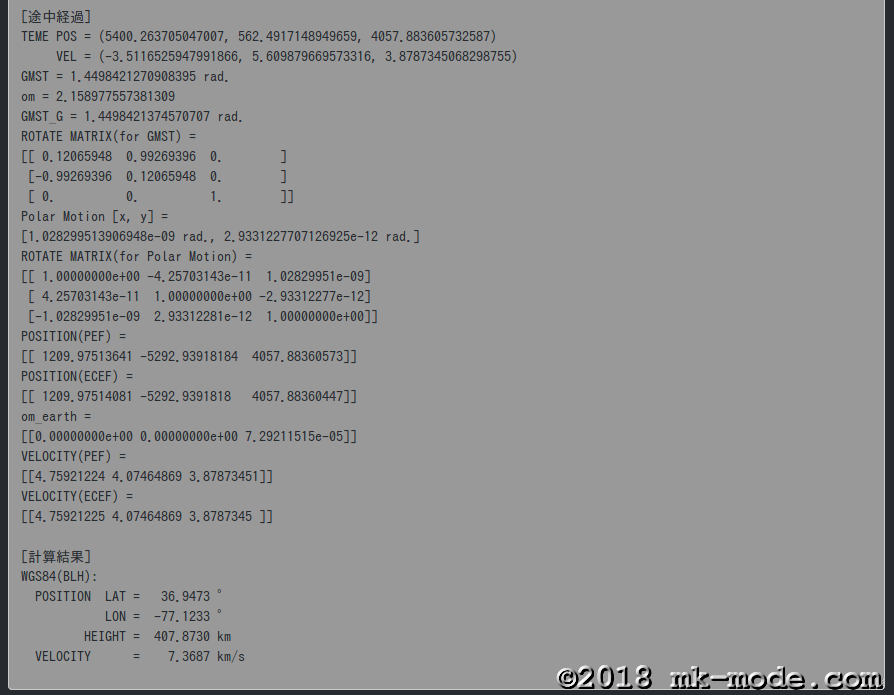 [途中経過]
TEME POS = (5400.263705047007, 562.4917148949659, 4057.883605732587)
     VEL = (-3.5116525947991866, 5.609879669573316, 3.8787345068298755)
GMST = 1.4498421270908395 rad.
om = 2.158977557381309
GMST_G = 1.4498421374570707 rad.
ROTATE MATRIX(for GMST) =
[[ 0.12065948  0.99269396  0.        ]
 [-0.99269396  0.12065948  0.        ]
 [ 0.          0.          1.        ]]
Polar Motion [x, y] =
[1.028299513906948e-09 rad., 2.9331227707126925e-12 rad.]
ROTATE MATRIX(for Polar Motion) =
[[ 1.00000000e+00 -4.25703143e-11  1.02829951e-09]
 [ 4.25703143e-11  1.00000000e+00 -2.93312277e-12]
 [-1.02829951e-09  2.93312281e-12  1.00000000e+00]]
POSITION(PEF) =
[[ 1209.97513641 -5292.93918184  4057.88360573]]
POSITION(ECEF) =
[[ 1209.97514081 -5292.9391818   4057.88360447]]
om_earth =
[[0.00000000e+00 0.00000000e+00 7.29211515e-05]]
VELOCITY(PEF) =
[[4.75921224 4.07464869 3.87873451]]
VELOCITY(ECEF) =
[[4.75921225 4.07464869 3.8787345 ]]
[計算結果]
WGS84(BLH):
  POSITION  LAT =   36.9473 °
            LON =  -77.1233 °
         HEIGHT =  407.8730 km
  VELOCITY      =    7.3687 km/s
©2018 mk-mode.com